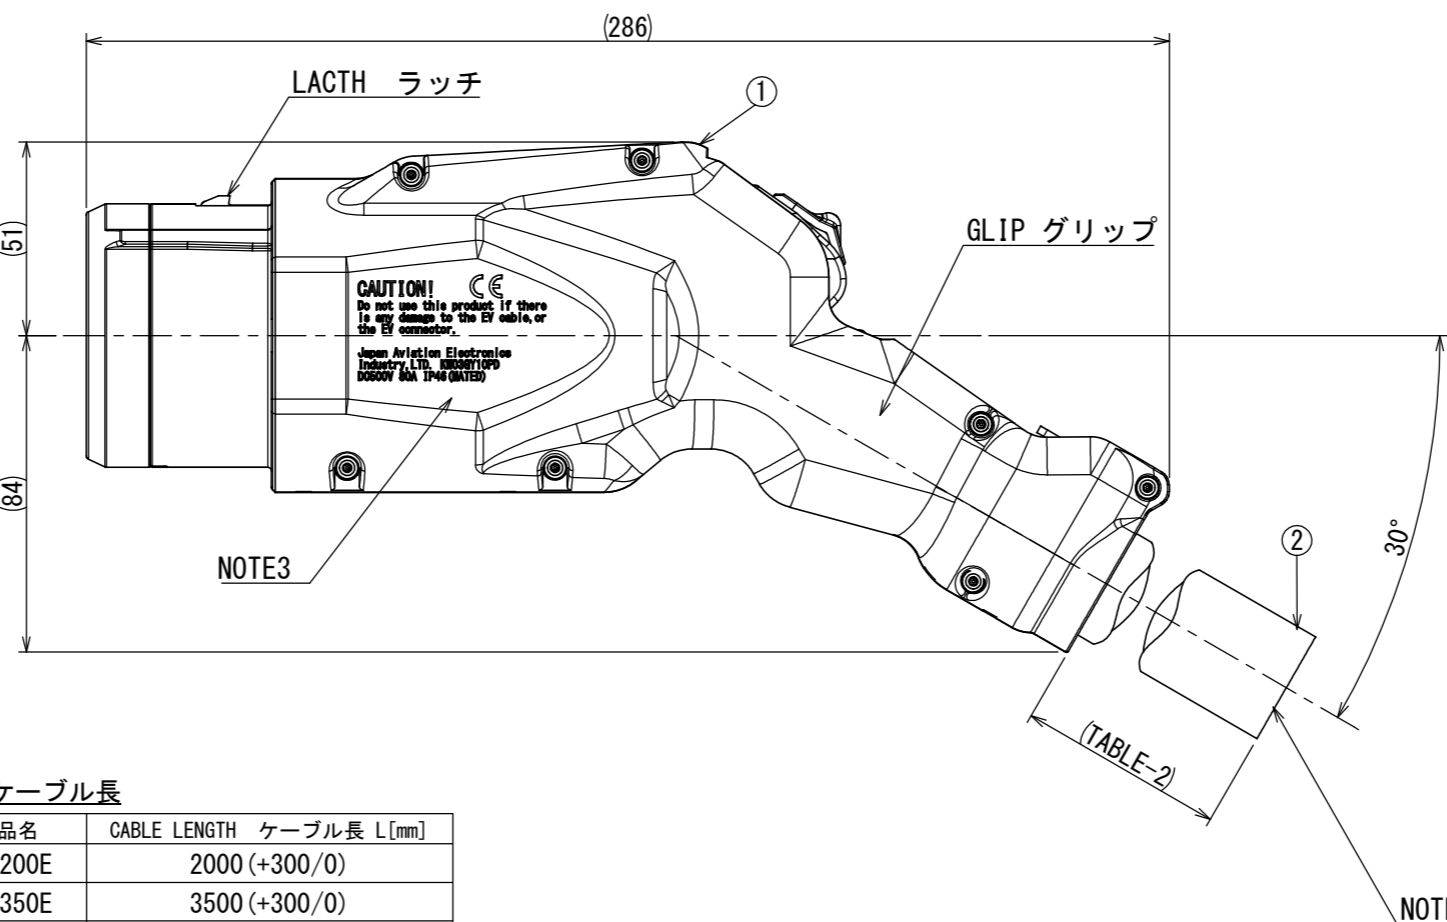 (286)
LACTH ラッチ
①
(51)
GLIP グリップ
CAUTION! CE
Do not use this product if there
is any damage to the EV cable, or
the EV connector.
Japan Aviation Electronics
Industry, LTD. KW03GY10PD
DC500V 80A IP46(MATED)
(84)
NOTE3
②
30°
(TABLE-2)
ケーブル長
品名 CABLE LENGTH ケーブル長 L[mm]
200E 2000(+300/0)
350E 3500(+300/0)